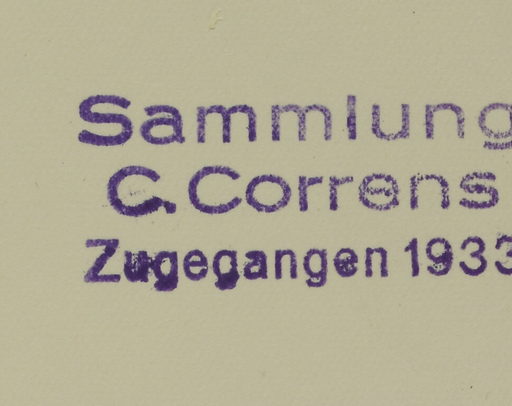 Sammlung
C. Correns
Zugegangen 1933